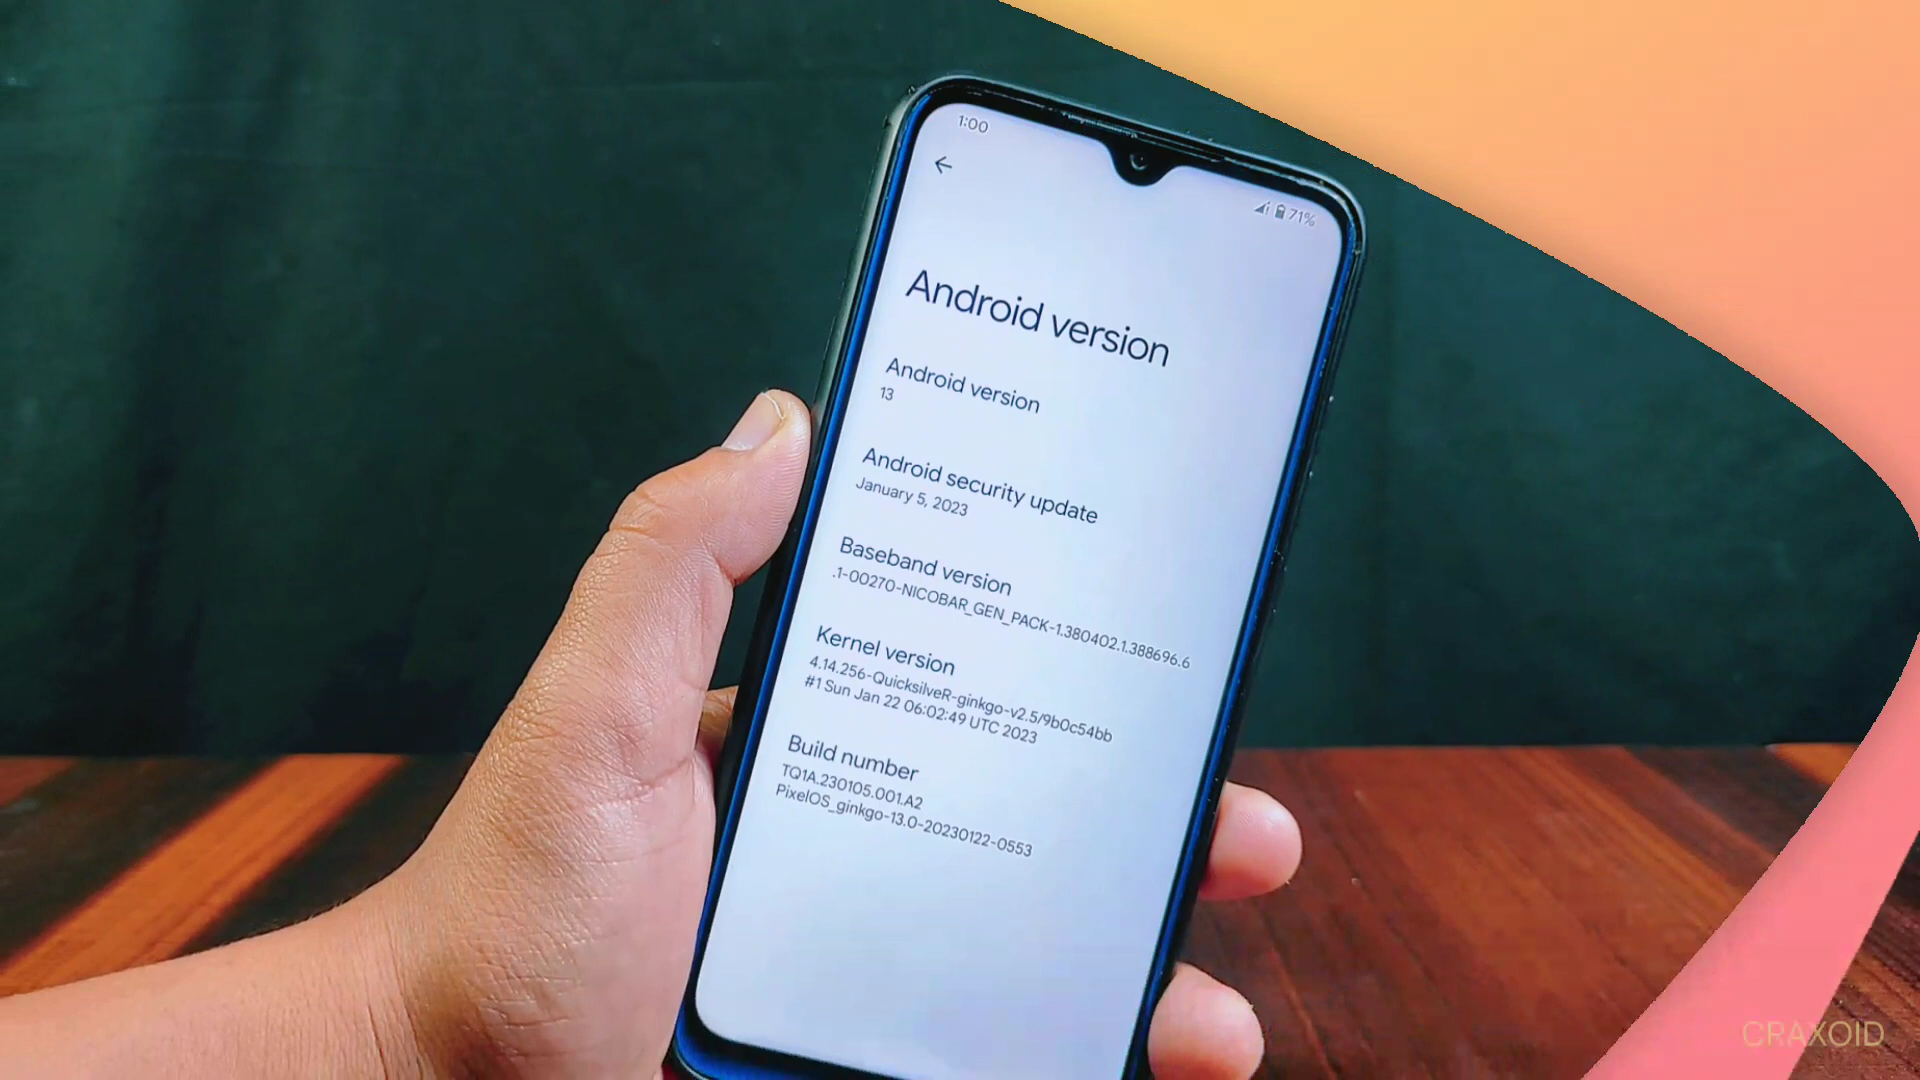 1:00
71%
Android version
Android version
13
Android security update
January 5, 2023
Baseband version
.1-00270-NICOBAR_GEN_PACK-1.380402.1.388696.6
Kernel version
4.14.256-QuicksilveR-ginkgo-v2.5/9b0c54bb
#1 Sun Jan 22 06:02:49 UTC 2023
Build number
TQ1A.230105.001.A2
PixelOS_ginkgo-13.0-20230122-0553
CRAXOID